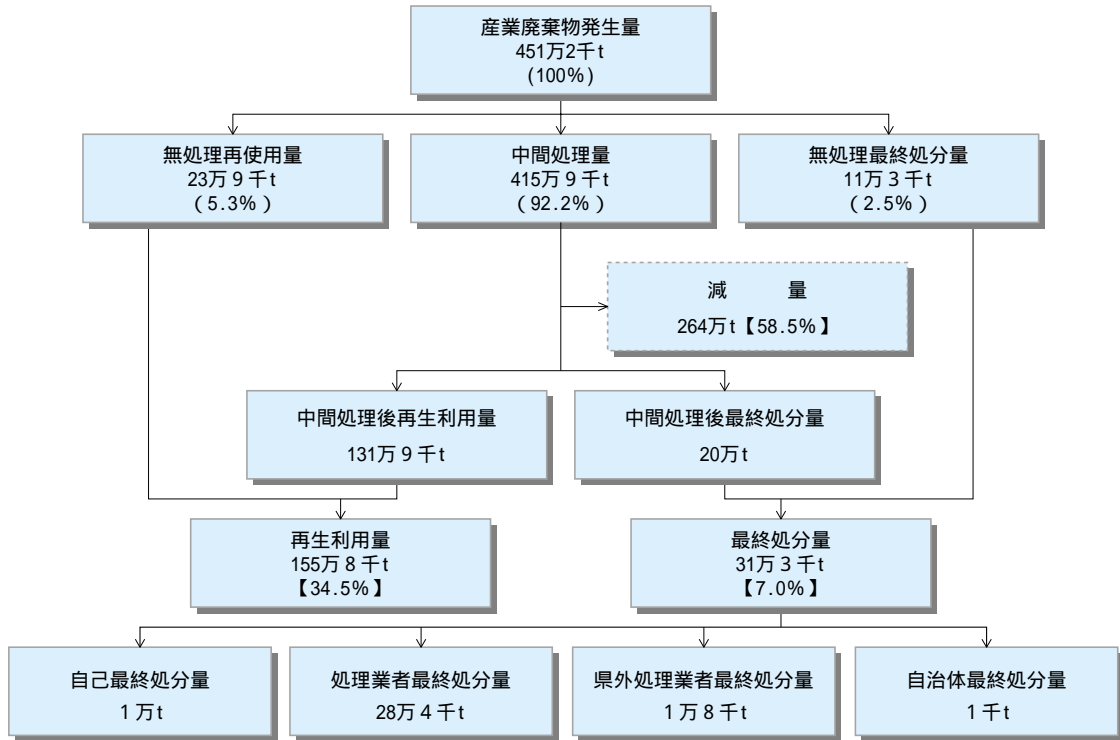 産業廃棄物発生量
451万2千t
(100%)
無処理再使用量
23万9千t
(5.3%)
中間処理量
415万9千t
(92.2%)
無処理最終処分量
11万3千t
(2.5%)
減　　　量
264万t【58.5%】
中間処理後再生利用量
131万9千t
中間処理後最終処分量
20万t
再生利用量
155万8千t
【34.5%】
最終処分量
31万3千t
【7.0%】
自己最終処分量
1万t
処理業者最終処分量
28万4千t
県外処理業者最終処分量
1万8千t
自治体最終処分量
1千t